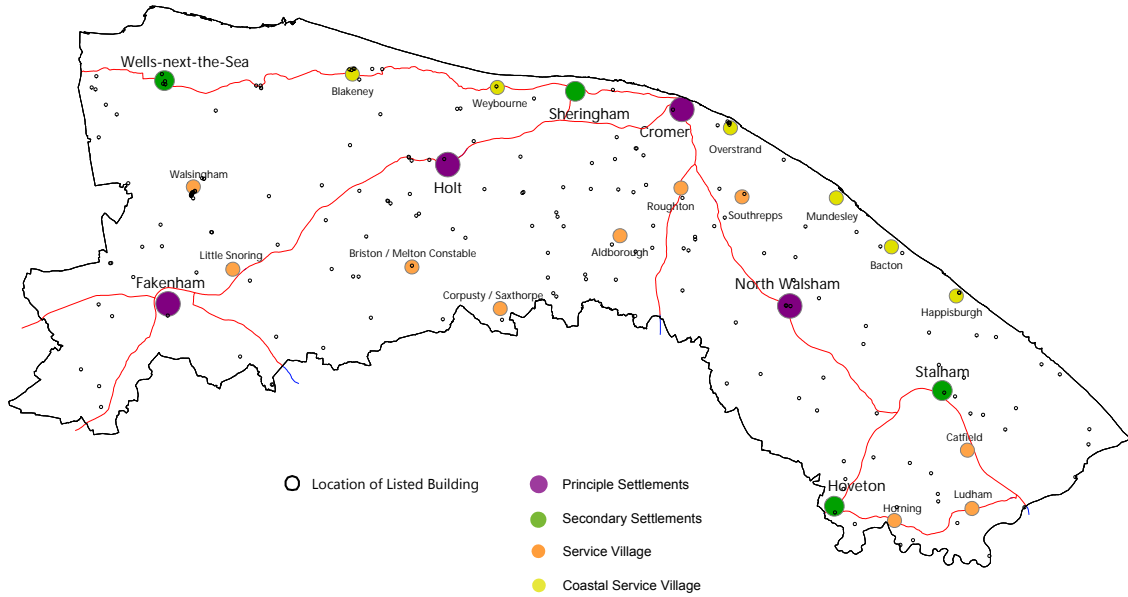 Wells-next-the-Sea
Blakeney
Weybourne
Sheringham
Cromer
Overstrand
Walsingham
Holt
Roughton
Southrepps
Mundesley
Little Snoring
Briston / Melton Constable
Aldborough
Bacton
Fakenham
Corpusty / Saxthorpe
North Walsham
Happisburgh
Stalham
Catfield
Hoveton
Horning
Ludham
Location of Listed Building
Principle Settlements
Secondary Settlements
Service Village
Coastal Service Village